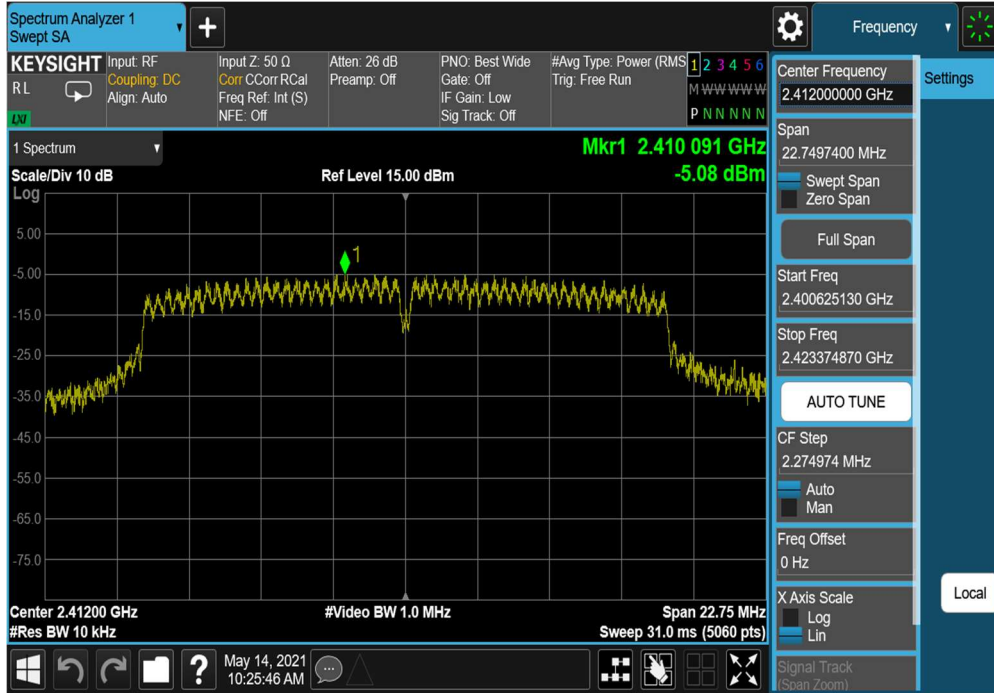 Spectrum Analyzer 1
Swept SA
+
Frequency
KEYSIGHT
R L
LXI
Input: RF
Coupling: DC
Align: Auto
Input Z: 50 Ω
Corr CCorr RCal
Freq Ref: Int (S)
NFE: Off
Atten: 26 dB
Preamp: Off
PNO: Best Wide
Gate: Off
IF Gain: Low
Sig Track: Off
#Avg Type: Power (RMS
Trig: Free Run
1 2 3 4 5 6
M W W W W W
P N N N N N
1 Spectrum
Mkr1 2.410 091 GHz
Scale/Div 10 dB
Ref Level 15.00 dBm
-5.08 dBm
Log
1
5.00
-5.00
-15.0
-25.0
-35.0
-45.0
-55.0
-65.0
-75.0
Center 2.41200 GHz
#Video BW 1.0 MHz
Span 22.75 MHz
#Res BW 10 kHz
Sweep 31.0 ms (5060 pts)
May 14, 2021
10:25:46 AM
?
Center Frequency
2.412000000 GHz
Settings
Span
22.7497400 MHz
Swept Span
Zero Span
Full Span
Start Freq
2.400625130 GHz
Stop Freq
2.423374870 GHz
AUTO TUNE
CF Step
2.274974 MHz
Auto
Man
Freq Offset
0 Hz
X Axis Scale
Log
Lin
Local
Signal Track
(Span Zoom)